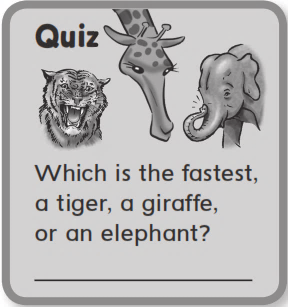 Quiz
Which is the fastest,
a tiger, a giraffe,
or an elephant?